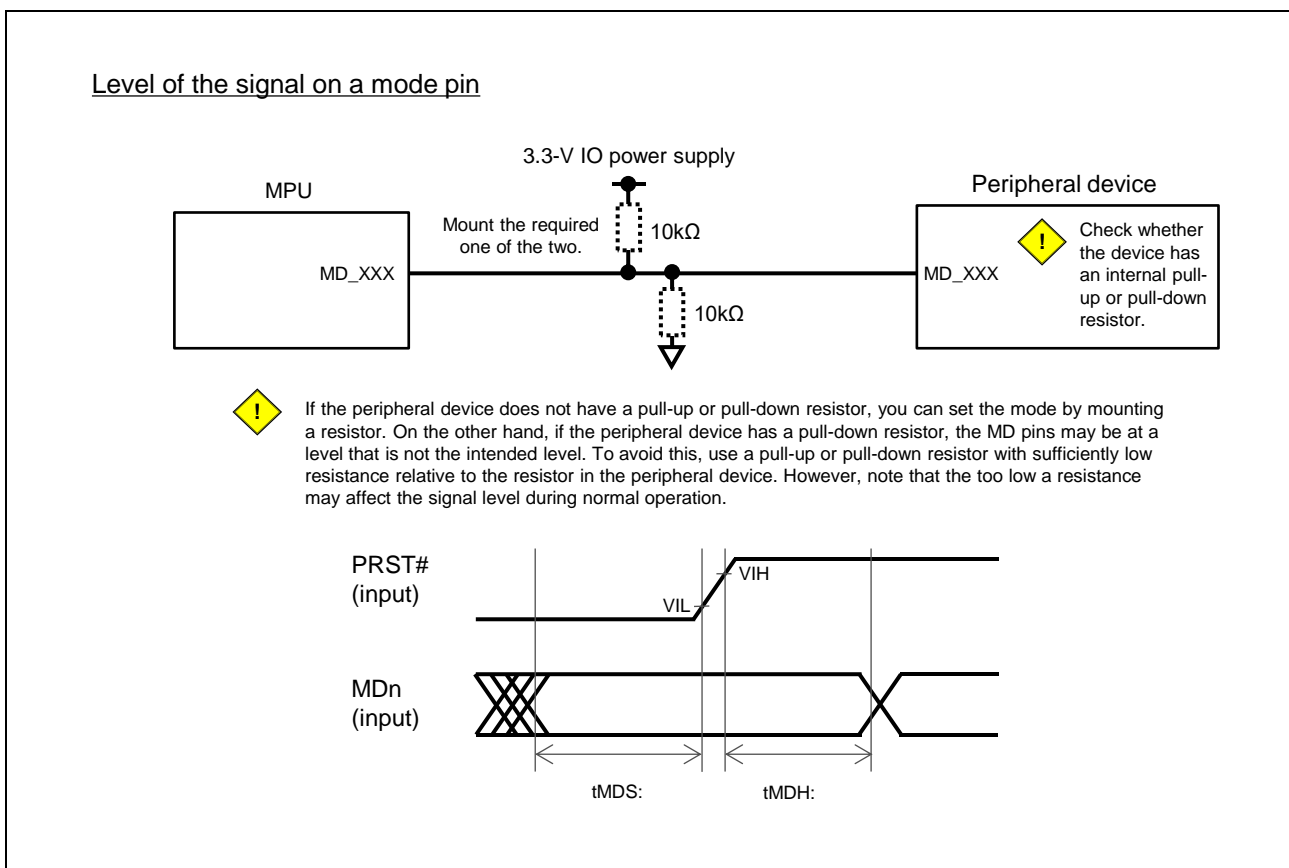 Level of the signal on a mode pin
3.3-V IO power supply
MPU
Peripheral device
Mount the required
one of the two.
10kΩ
!
Check whether
the device has
an internal pull-
up or pull-down
resistor.
MD_XXX
MD_XXX
10kΩ
!
If the peripheral device does not have a pull-up or pull-down resistor, you can set the mode by mounting
a resistor. On the other hand, if the peripheral device has a pull-down resistor, the MD pins may be at a
level that is not the intended level. To avoid this, use a pull-up or pull-down resistor with sufficiently low
resistance relative to the resistor in the peripheral device. However, note that the too low a resistance
may affect the signal level during normal operation.
PRST#
(input)
VIH
VIL
MDn
(input)
tMDS:
tMDH: